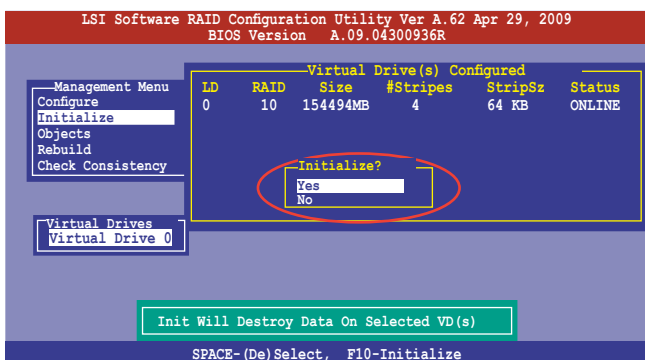 LSI Software RAID Configuration Utility Ver A.62 Apr 29, 2009
BIOS Version A.09.04300936R
Virtual Drive(s) Configured
LD RAID Size #Stripes StripSz Status
0 10 154494MB 4 64 KB ONLINE
Management Menu
Configure
Initialize
Objects
Rebuild
Check Consistency
Initialize?
Yes
No
Virtual Drives
Virtual Drive 0
Init Will Destroy Data On Selected VD(s)
SPACE-(De)Select, F10-Initialize